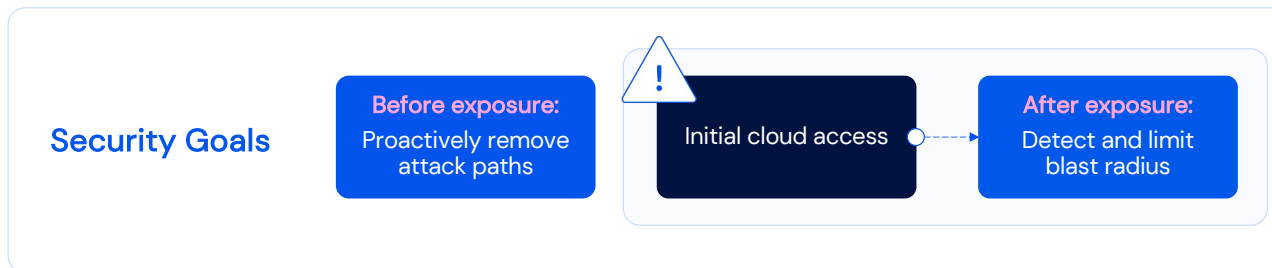 Security Goals
Before exposure:
Proactively remove
attack paths
!
Initial cloud access
After exposure:
Detect and limit
blast radius